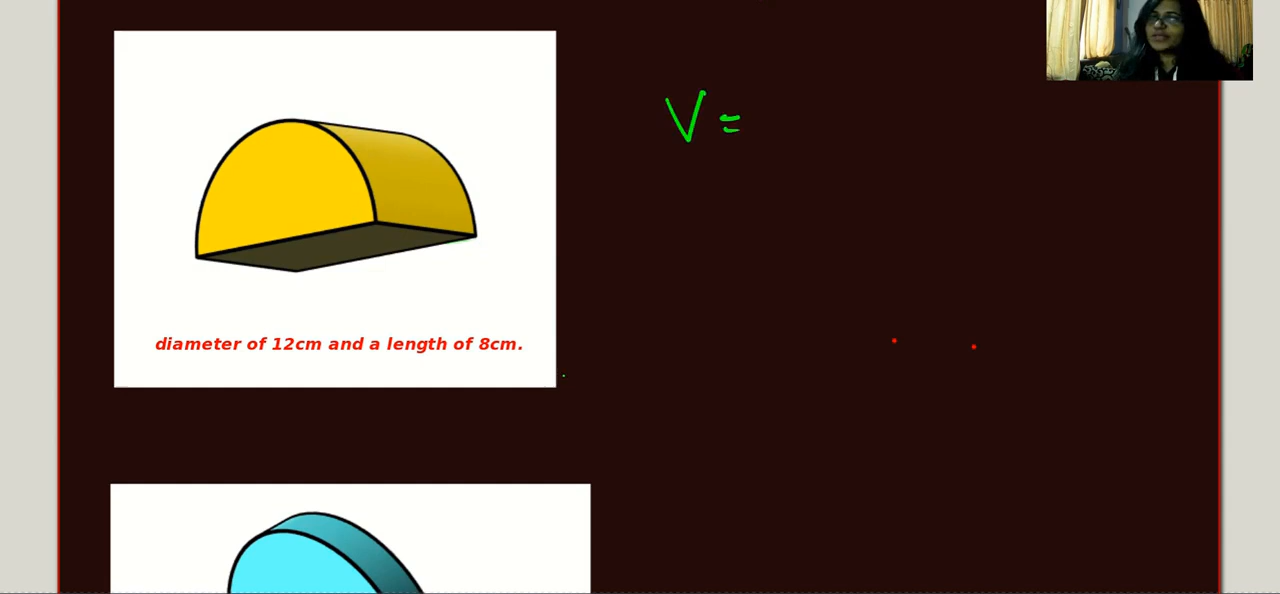 V =
diameter of 12cm and a length of 8cm.